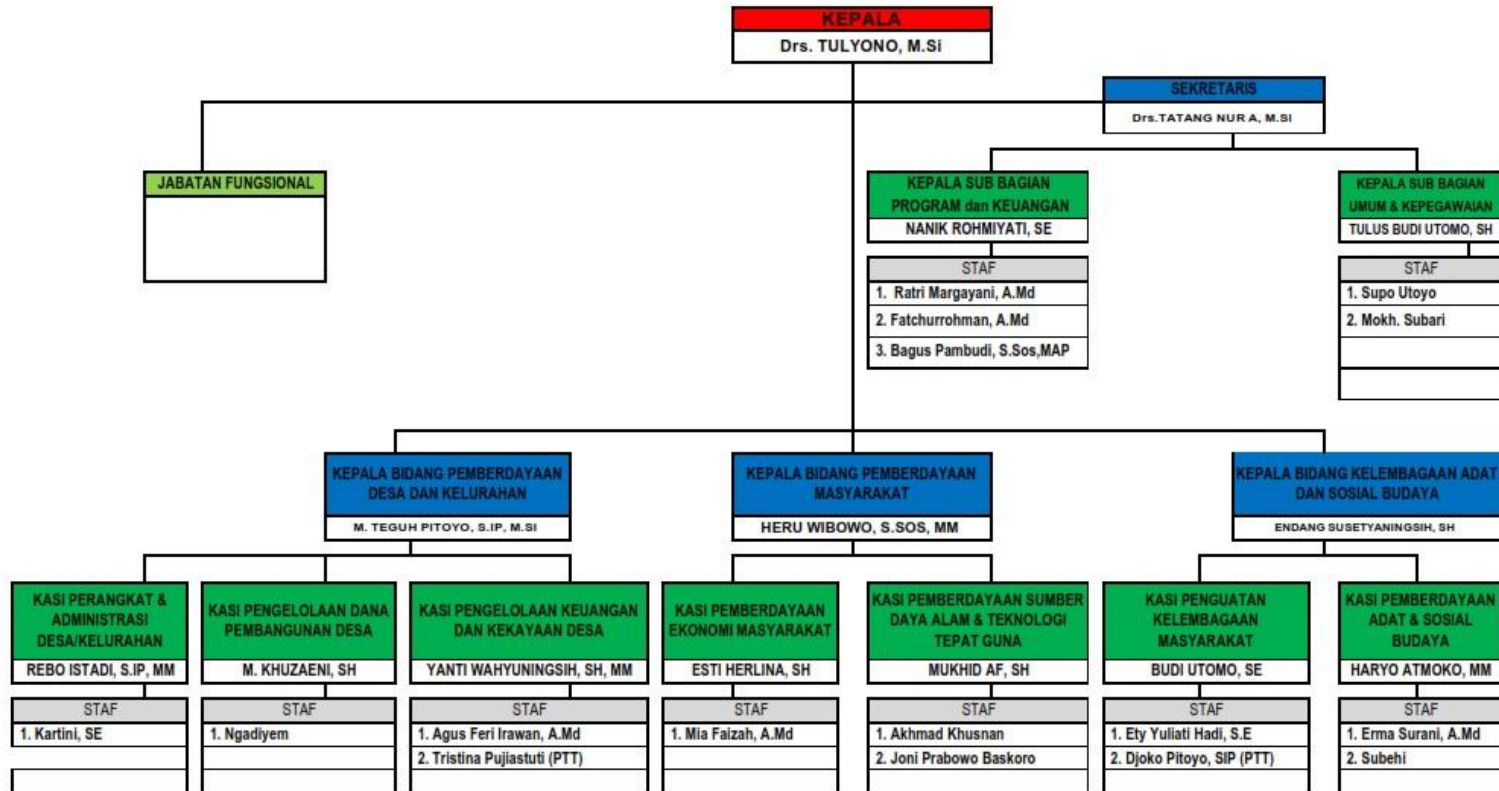 KEPALA
Drs. TULYONO, M.Si
SEKRETARIS
Drs.TATANG NUR A, M.SI
JABATAN FUNGSIONAL
KEPALA SUB BAGIAN
PROGRAM dan KEUANGAN
NANIK ROHMIYATI, SE
STAF
1. Ratri Margayani, A.Md
2. Fatchurrohman, A.Md
3. Bagus Pambudi, S.Sos,MAP
KEPALA SUB BAGIAN
UMUM & KEPEGAWAIAN
TULUS BUDI UTOMO, SH
STAF
1. Supo Utoyo
2. Mokh. Subari
KEPALA BIDANG PEMBERDAYAAN
DESA DAN KELURAHAN
M. TEGUH PITOYO, S.IP, M.SI
KEPALA BIDANG PEMBERDAYAAN
MASYARAKAT
HERU WIBOWO, S.SOS, MM
KEPALA BIDANG KELEMBAGAAN ADAT
DAN SOSIAL BUDAYA
ENDANG SUSETYANINGSIH, SH
KASI PERANGKAT &
ADMINISTRASI
DESA/KELURAHAN
REBO ISTADI, S.IP, MM
STAF
1. Kartini, SE
KASI PENGELOLAAN DANA
PEMBANGUNAN DESA
M. KHUZAENI, SH
STAF
1. Ngadiyem
KASI PENGELOLAAN KEUANGAN
DAN KEKAYAAN DESA
YANTI WAHYUNINGSIH, SH, MM
STAF
1. Agus Feri Irawan, A.Md
2. Tristina Pujiastuti (PTT)
KASI PEMBERDAYAAN
EKONOMI MASYARAKAT
ESTI HERLINA, SH
STAF
1. Mia Faizah, A.Md
KASI PEMBERDAYAAN SUMBER
DAYA ALAM & TEKNOLOGI
TEPAT GUNA
MUKHID AF, SH
STAF
1. Akhmad Khusnan
2. Joni Prabowo Baskoro
KASI PENGUATAN
KELEMBAGAAN
MASYARAKAT
BUDI UTOMO, SE
STAF
1. Ety Yuliati Hadi, S.E
2. Djoko Pitoyo, SIP (PTT)
KASI PEMBERDAYAAN
ADAT & SOSIAL
BUDAYA
HARYO ATMOKO, MM
STAF
1. Erma Surani, A.Md
2. Subehi